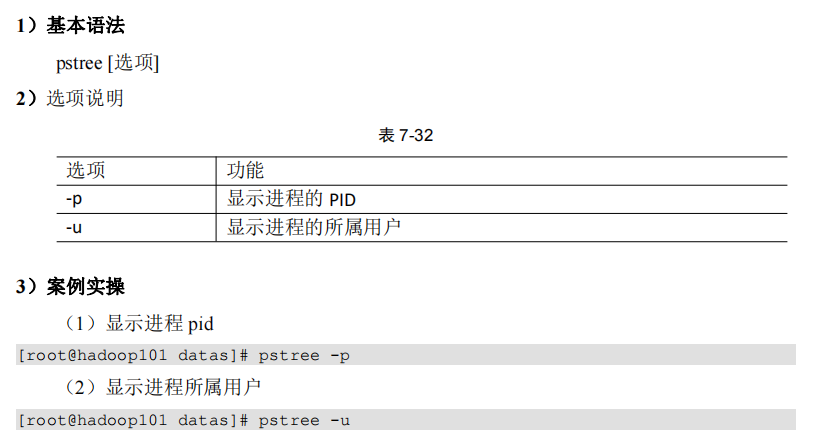 1）基本语法
pstree [选项]
2）选项说明
表 7-32
选项 功能
-p 显示进程的 PID
-u 显示进程的所属用户
3）案例实操
（1）显示进程 pid
[root@hadoop101 datas]# pstree -p
（2）显示进程所属用户
[root@hadoop101 datas]# pstree -u